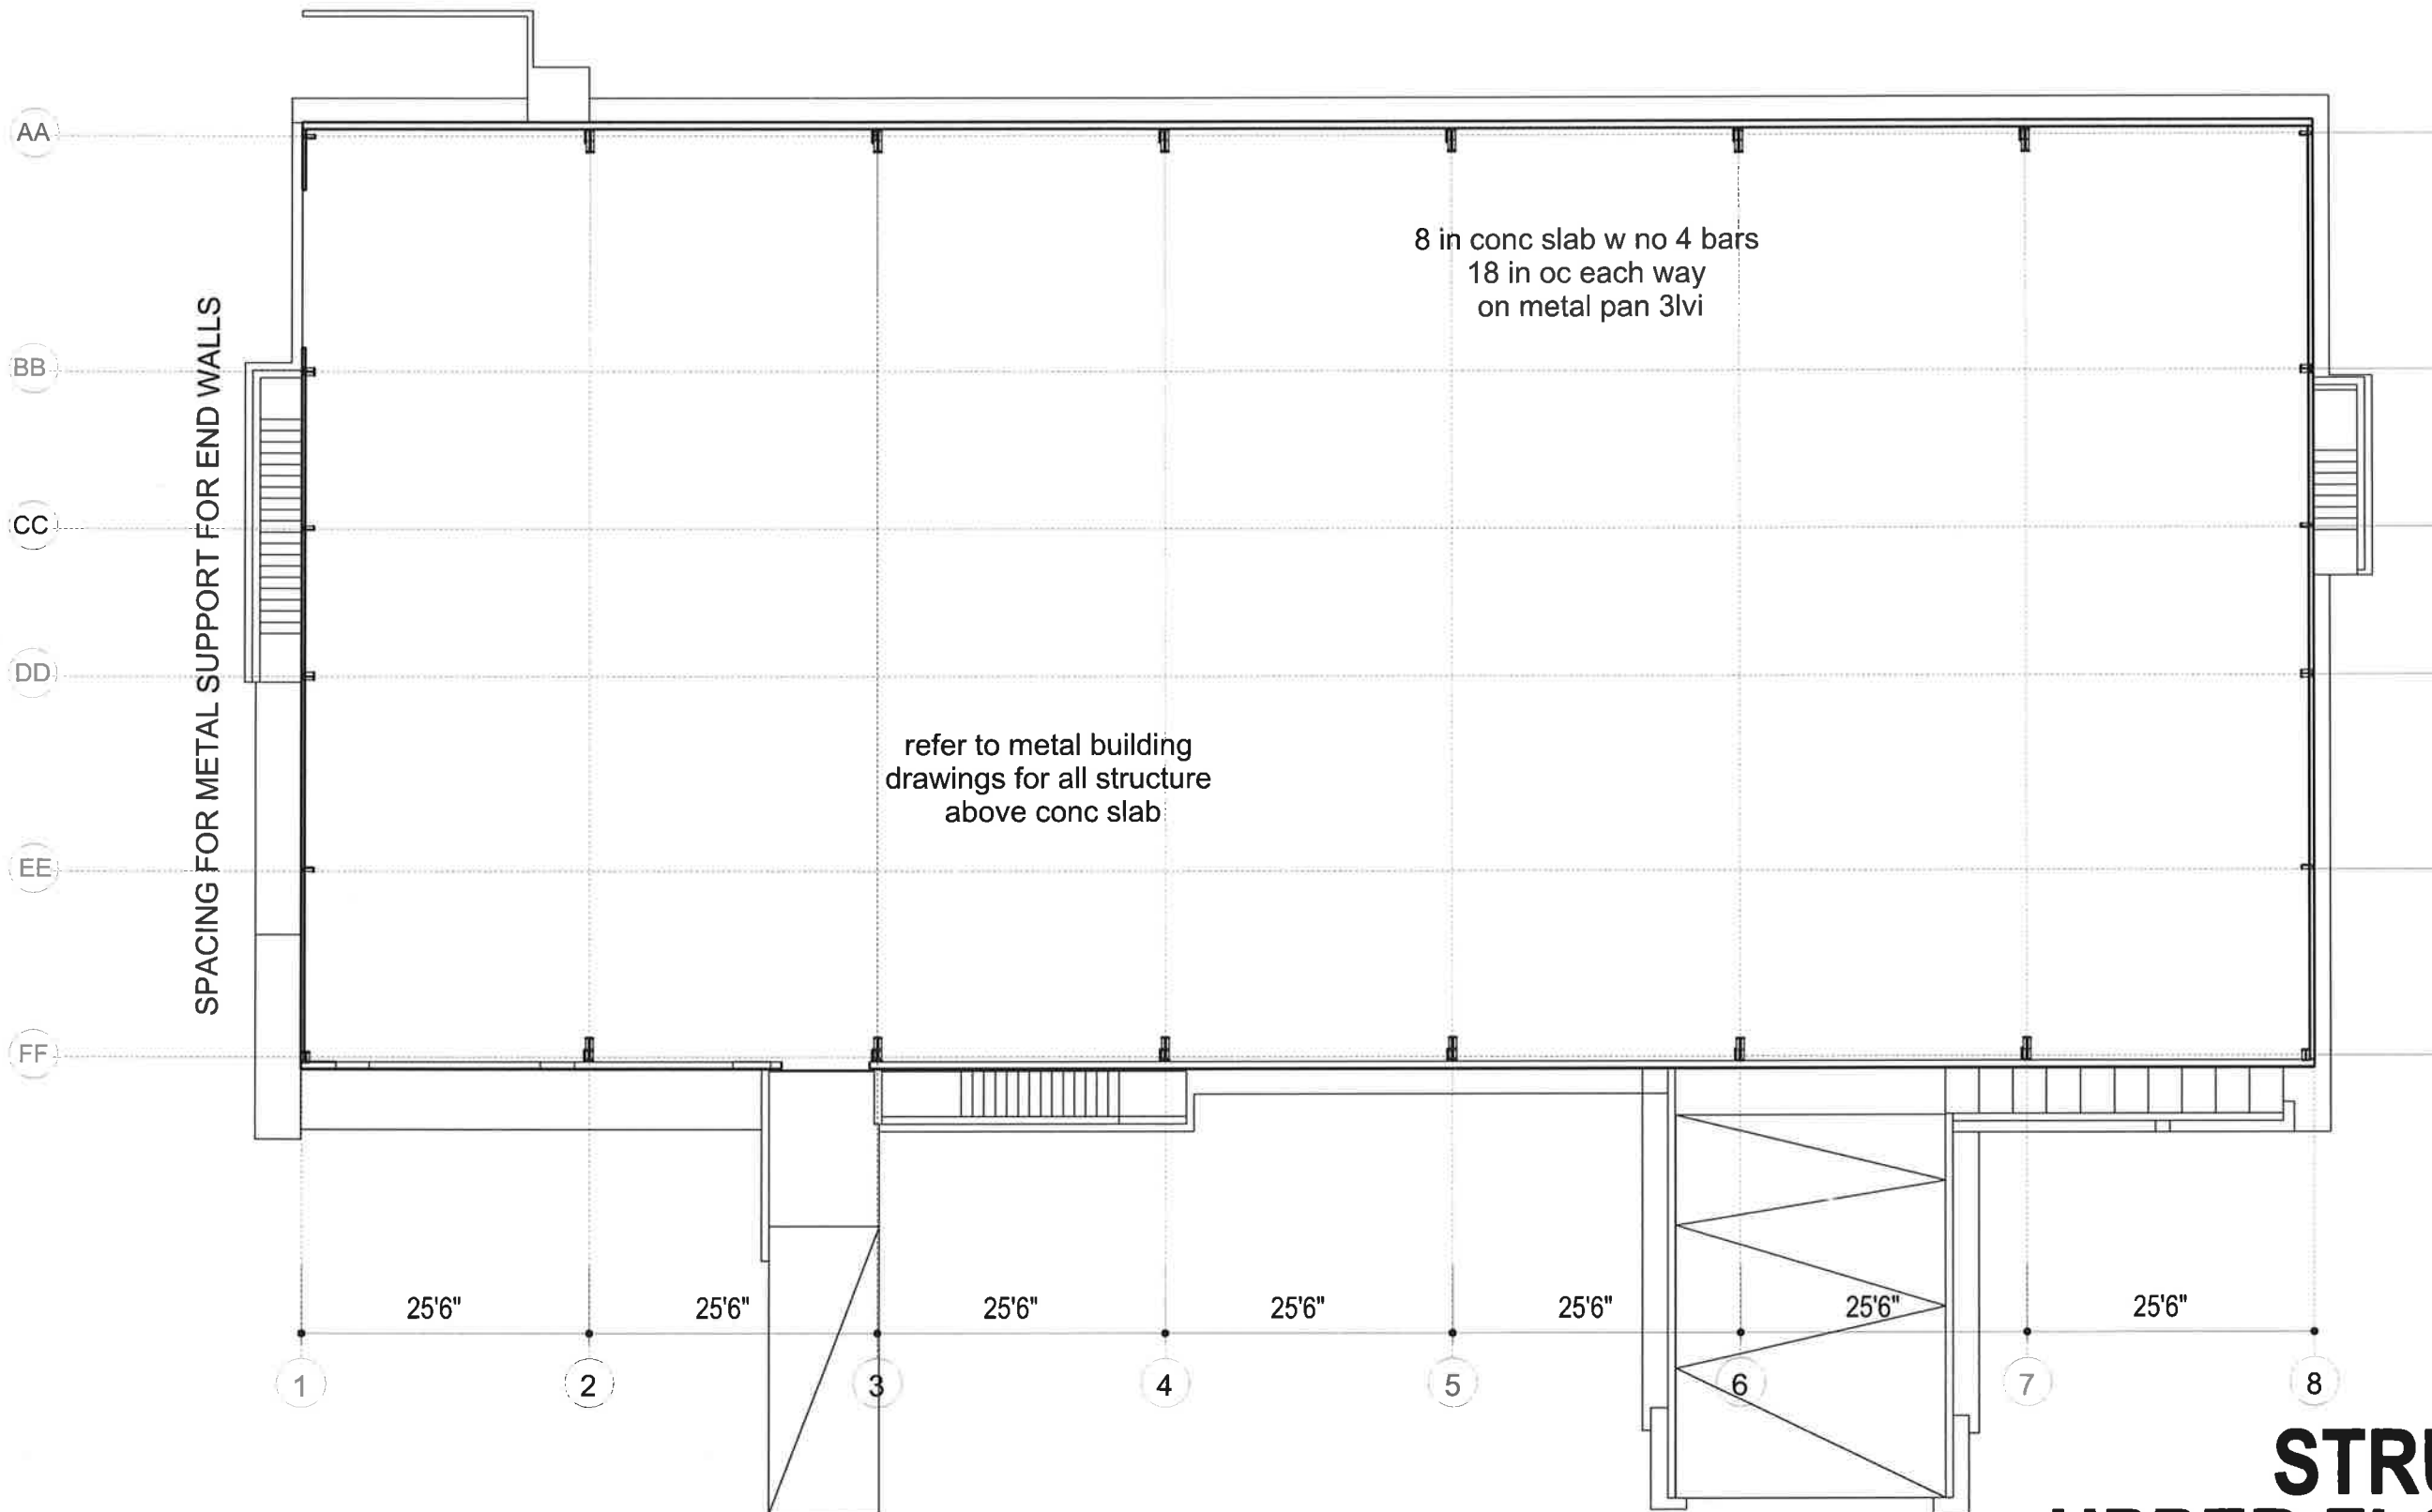 AA
8 in conc slab w no 4 bars
18 in oc each way
on metal pan 3lvi
BB
SPACING FOR METAL SUPPORT FOR END WALLS
CC
DD
refer to metal building
drawings for all structure
above conc slab
EE
FF
25'6" 25'6" 25'6" 25'6" 25'6" 25'6" 25'6"
1 2 3 4 5 6 7 8